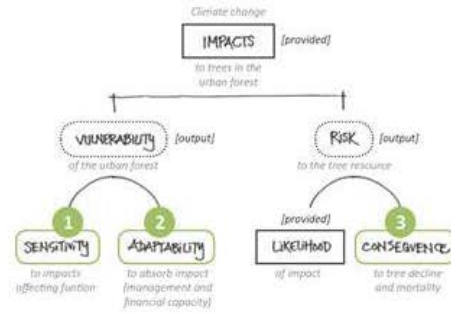 Climate change
IMPACTS [provided]
to trees in the
urban forest
VULNERABILITY [output]
of the urban forest
RISK [output]
to the tree resource
1
SENSITIVITY
to impacts
affecting funtion
2
ADAPTABILITY
to absorb impact
(management and
financial capacity)
[provided]
LIKELIHOOD
of impact
3
CONSEQUENCE
to tree decline
and mortality